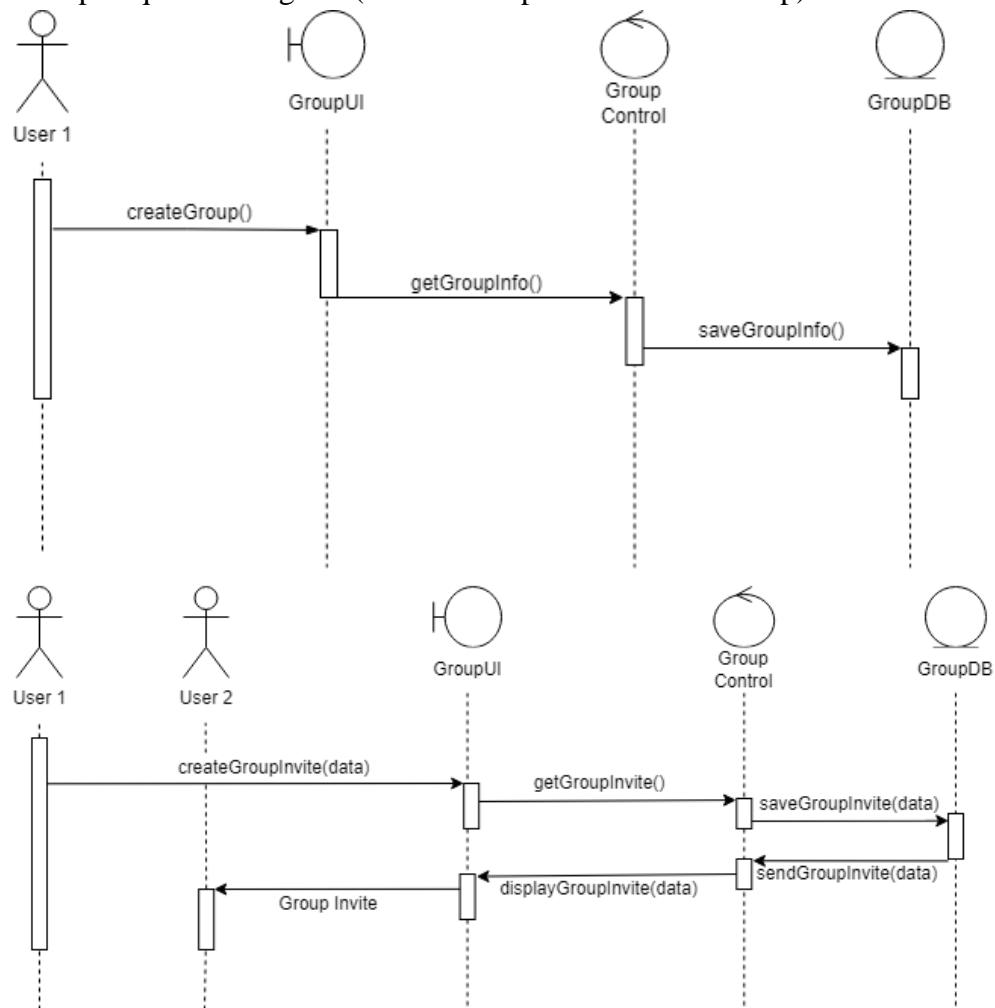 User 1
GroupUI
Group
Control
GroupDB
createGroup()
getGroupInfo()
saveGroupInfo()
User 1
User 2
GroupUI
Group
Control
GroupDB
createGroupInvite(data)
getGroupInvite()
saveGroupInvite(data)
sendGroupInvite(data)
displayGroupInvite(data)
Group Invite